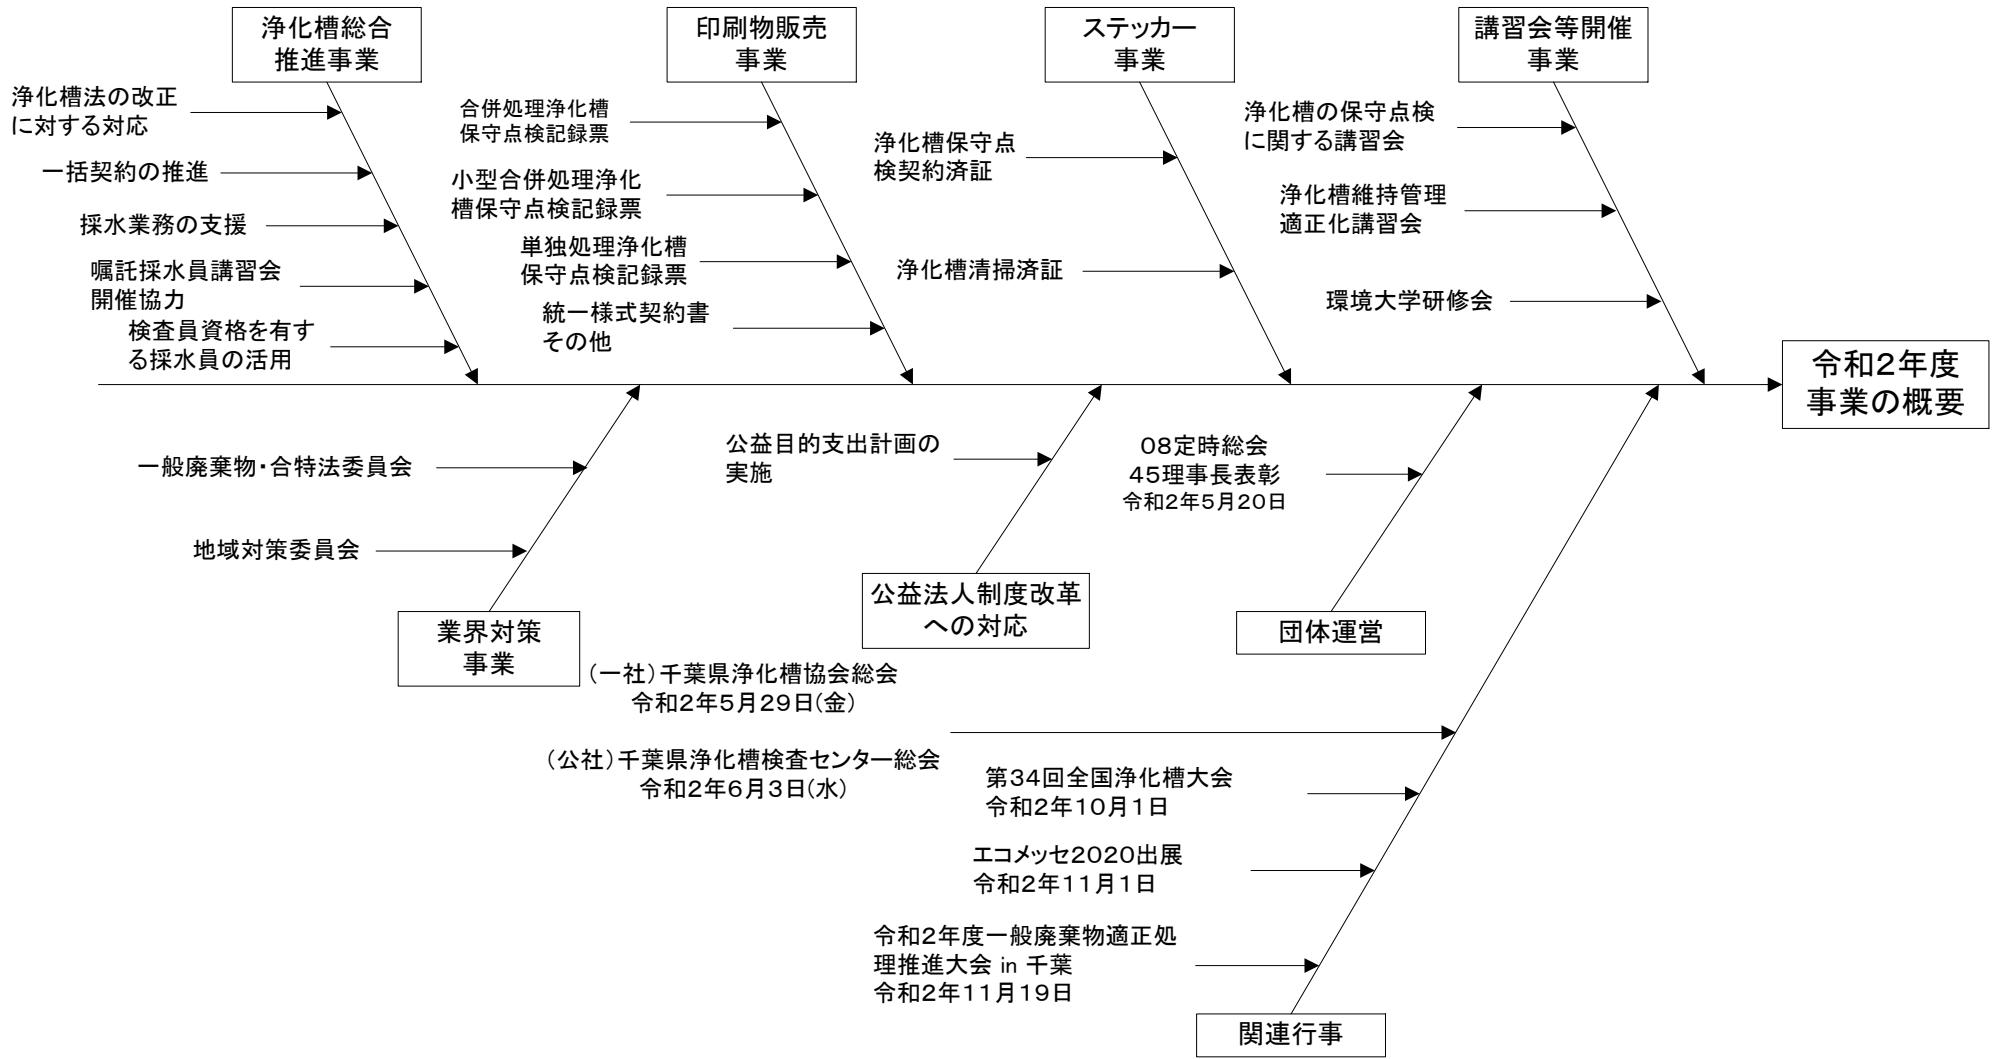 浄化槽総合
推進事業
印刷物販売
事業
ステッカー
事業
講習会等開催
事業
浄化槽法の改正
に対する対応
一括契約の推進
採水業務の支援
嘱託採水員講習会
開催協力
検査員資格を有す
る採水員の活用
合併処理浄化槽
保守点検記録票
小型合併処理浄化
槽保守点検記録票
単独処理浄化槽
保守点検記録票
統一様式契約書
その他
浄化槽保守点
検契約済証
浄化槽清掃済証
浄化槽の保守点検
に関する講習会
浄化槽維持管理
適正化講習会
環境大学研修会
令和2年度
事業の概要
一般廃棄物・合特法委員会
地域対策委員会
業界対策
事業
公益目的支出計画の
実施
公益法人制度改革
への対応
08定時総会
45理事長表彰
令和2年5月20日
団体運営
(一社)千葉県浄化槽協会総会
令和2年5月29日(金)
(公社)千葉県浄化槽検査センター総会
令和2年6月3日(水)
第34回全国浄化槽大会
令和2年10月1日
エコメッセ2020出展
令和2年11月1日
令和2年度一般廃棄物適正処
理推進大会 in 千葉
令和2年11月19日
関連行事